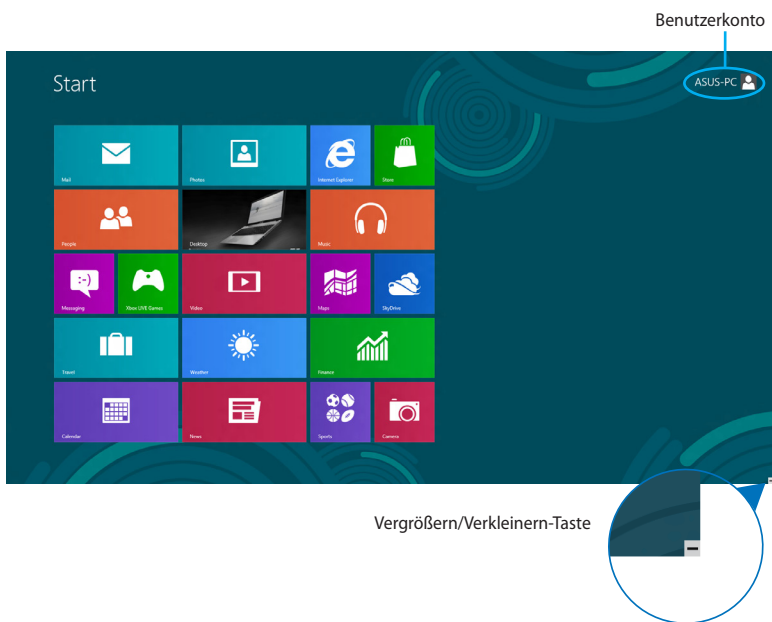 Benutzerkonto
Start
ASUS-PC
Mail
Photos
Internet Explorer
Store
People
Desktop
Music
Messaging
Xbox LIVE Games
Video
Maps
SkyDrive
Travel
Weather
Finance
Calendar
News
Sports
Camera
Vergrößern/Verkleinern-Taste